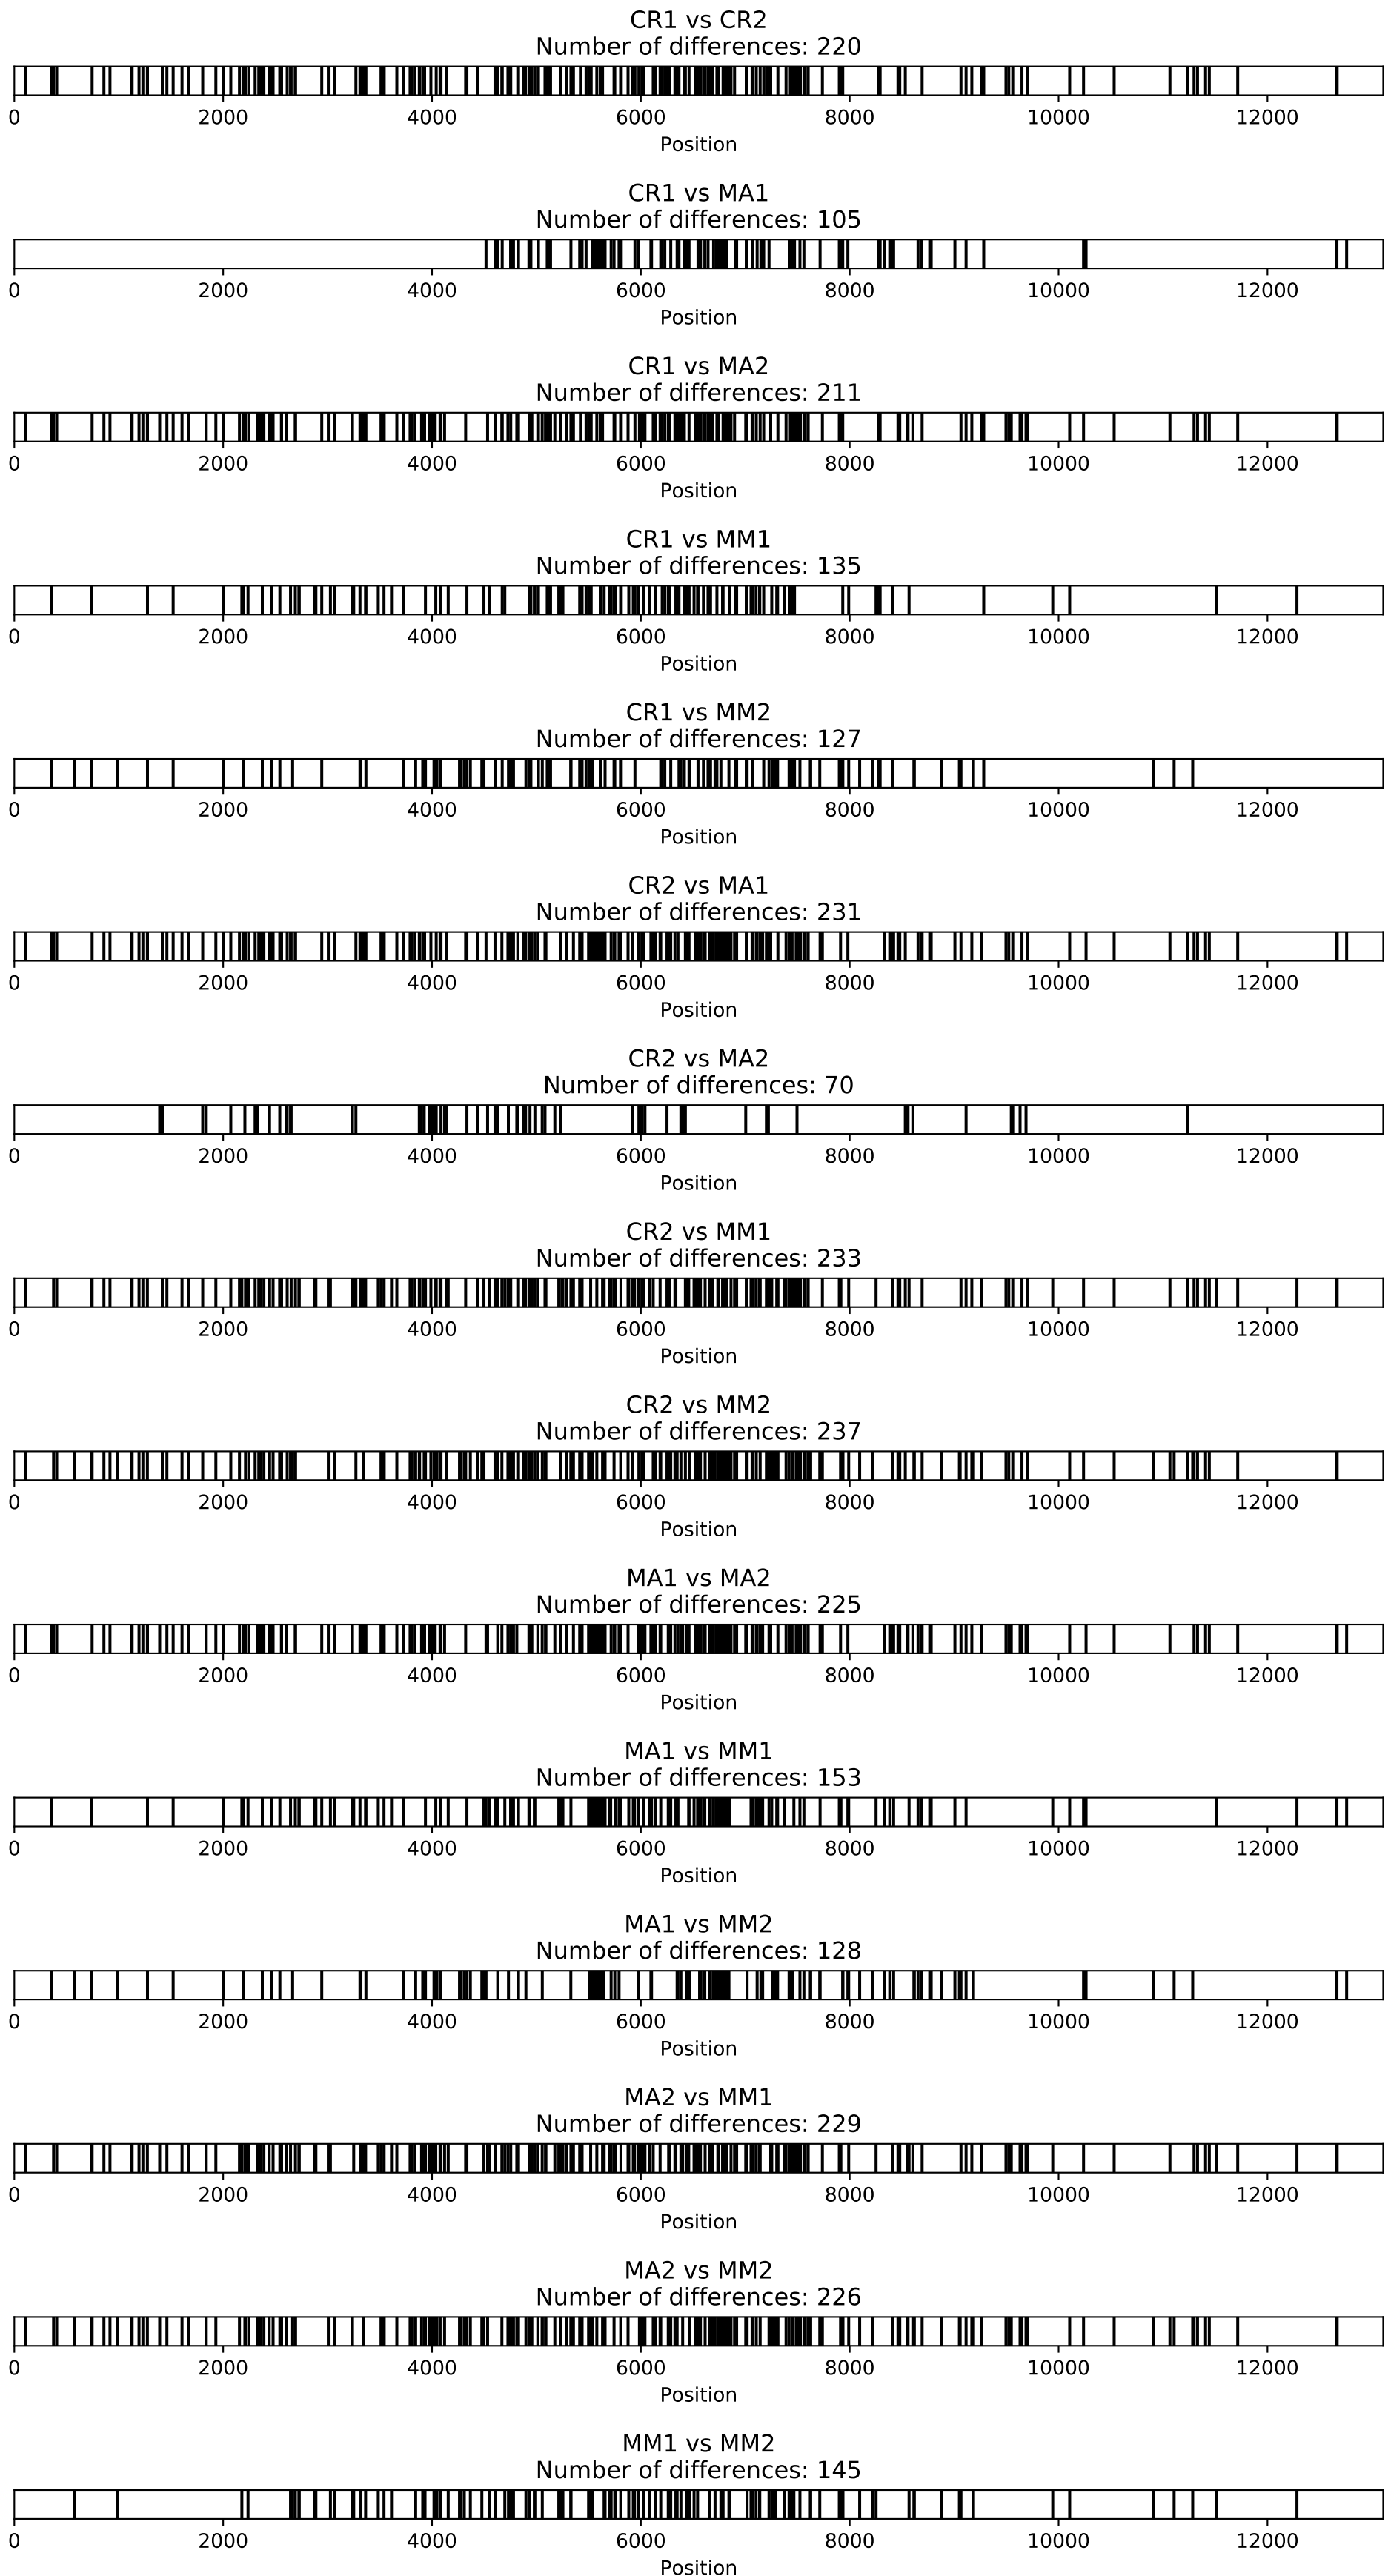 CR1 vs CR2
Number of differences: 220
0 2000 4000 6000 8000 10000 12000
Position
CR1 vs MA1
Number of differences: 105
0 2000 4000 6000 8000 10000 12000
Position
CR1 vs MA2
Number of differences: 211
0 2000 4000 6000 8000 10000 12000
Position
CR1 vs MM1
Number of differences: 135
0 2000 4000 6000 8000 10000 12000
Position
CR1 vs MM2
Number of differences: 127
0 2000 4000 6000 8000 10000 12000
Position
CR2 vs MA1
Number of differences: 231
0 2000 4000 6000 8000 10000 12000
Position
CR2 vs MA2
Number of differences: 70
0 2000 4000 6000 8000 10000 12000
Position
CR2 vs MM1
Number of differences: 233
0 2000 4000 6000 8000 10000 12000
Position
CR2 vs MM2
Number of differences: 237
0 2000 4000 6000 8000 10000 12000
Position
MA1 vs MA2
Number of differences: 225
0 2000 4000 6000 8000 10000 12000
Position
MA1 vs MM1
Number of differences: 153
0 2000 4000 6000 8000 10000 12000
Position
MA1 vs MM2
Number of differences: 128
0 2000 4000 6000 8000 10000 12000
Position
MA2 vs MM1
Number of differences: 229
0 2000 4000 6000 8000 10000 12000
Position
MA2 vs MM2
Number of differences: 226
0 2000 4000 6000 8000 10000 12000
Position
MM1 vs MM2
Number of differences: 145
0 2000 4000 6000 8000 10000 12000
Position